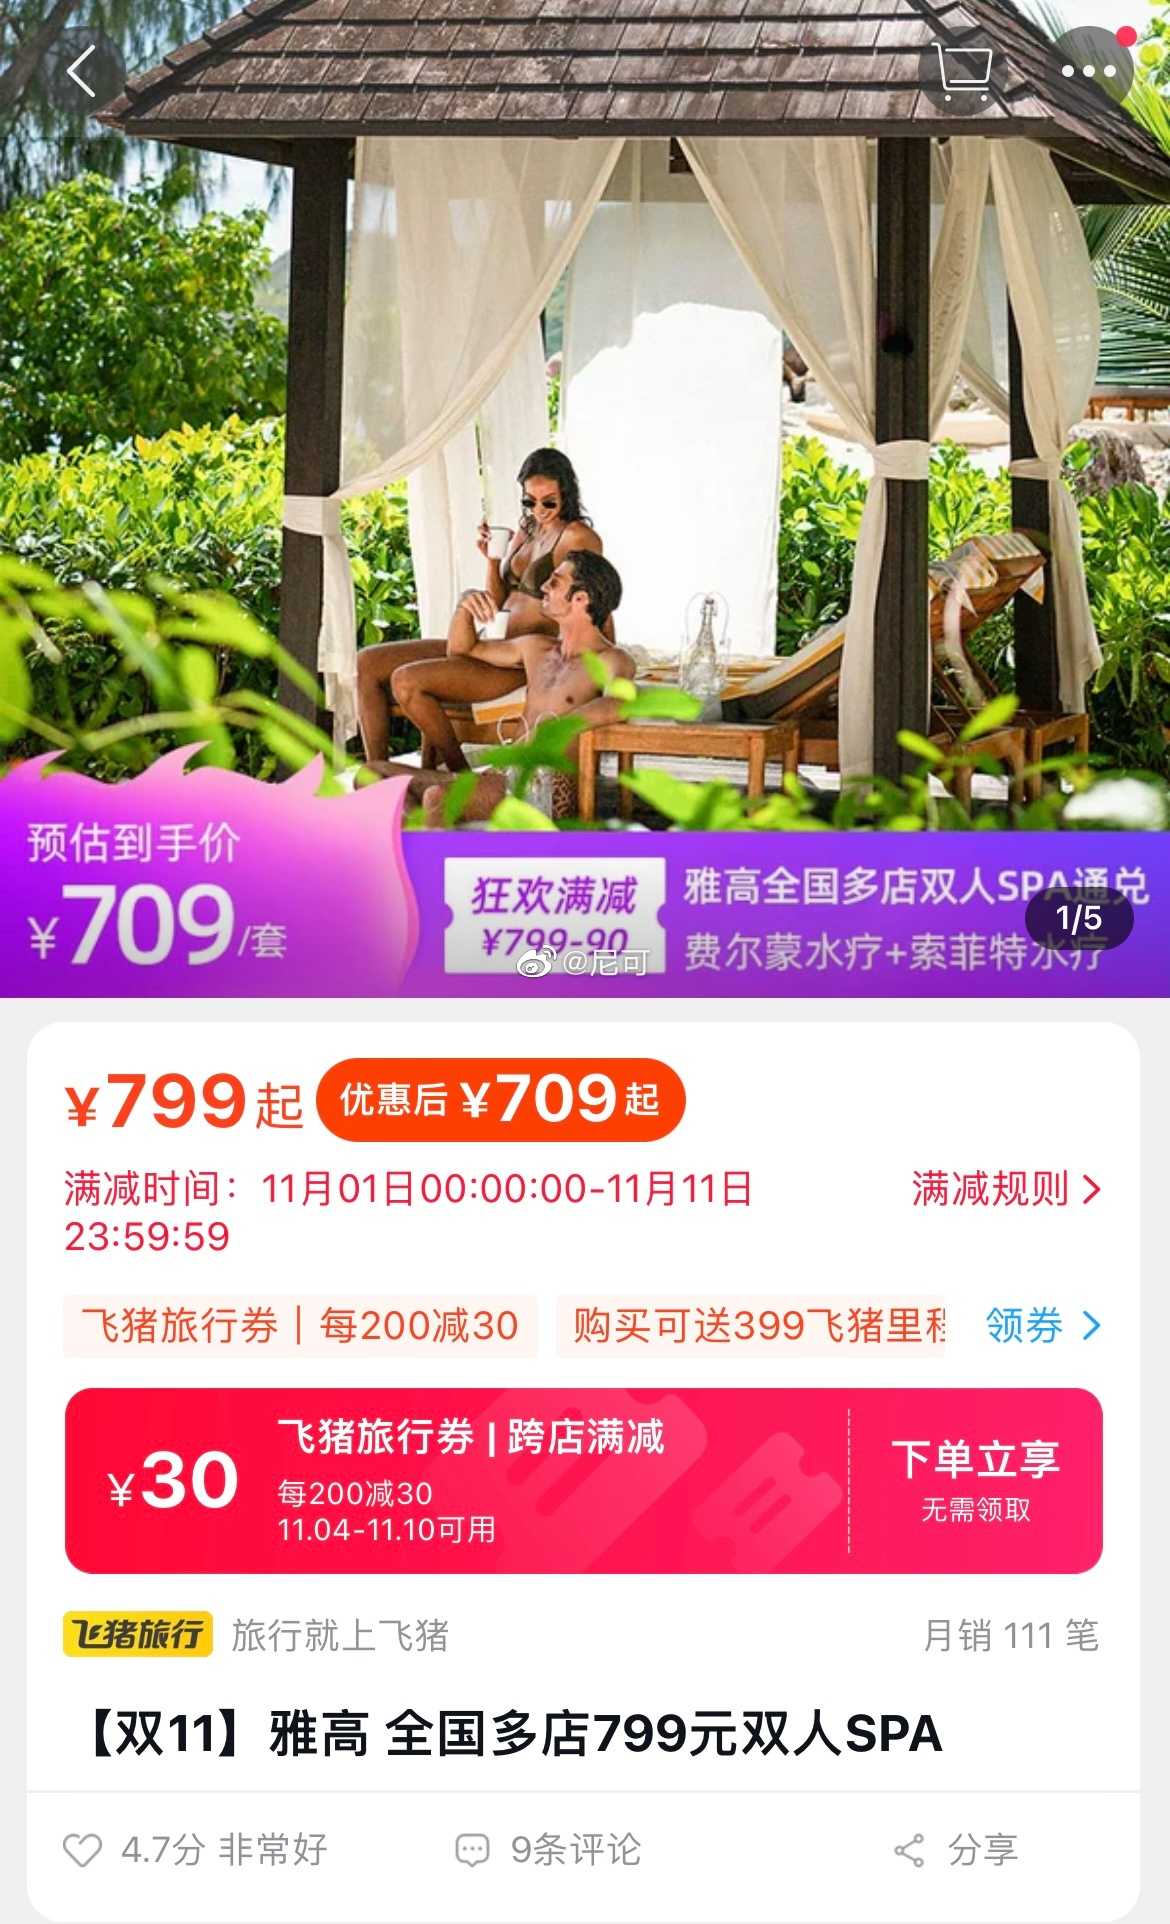 预估到手价
¥709/套
狂欢满减
¥799-90
雅高全国多店双人SPA通兑
费尔蒙水疗+索菲特水疗
1/5
@尼可
¥799起 优惠后 ¥709起
满减时间：11月01日00:00:00-11月11日
23:59:59
满减规则
飞猪旅行券｜每200减30
购买可送399飞猪里程
领券
¥30
飞猪旅行券 | 跨店满减
每200减30
11.04-11.10可用
下单立享
无需领取
飞猪旅行 旅行就上飞猪
月销 111 笔
【双11】雅高 全国多店799元双人SPA
4.7分 非常好
9条评论
分享